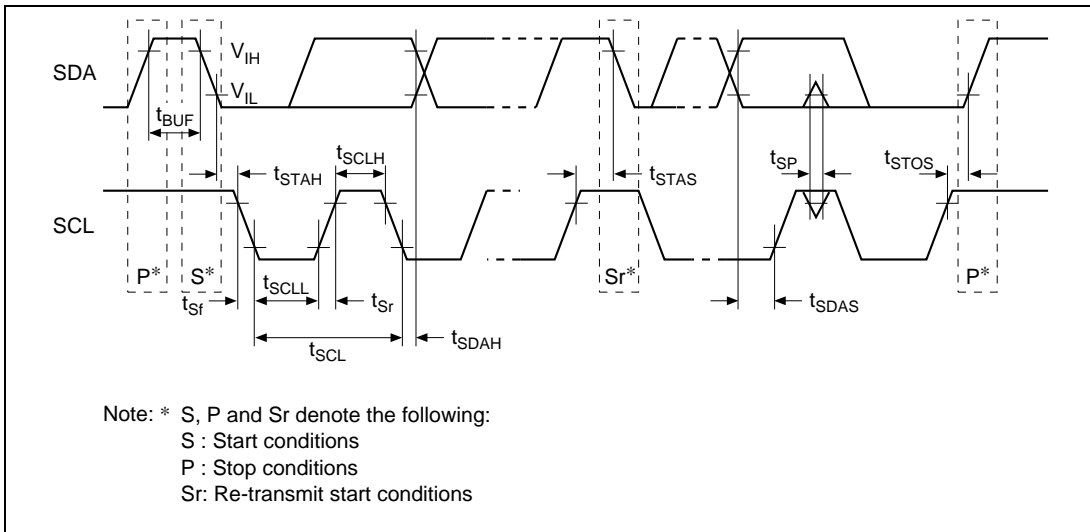 SDA
V_IH
V_IL
t_BUF
t_STAH
t_SCLH
t_STAS
t_SP
t_STOS
SCL
P*
S*
t_SCLL
Sr*
P*
t_Sf
t_Sr
t_SDAS
t_SCL
t_SDAH
Note: * S, P and Sr denote the following:
S : Start conditions
P : Stop conditions
Sr: Re-transmit start conditions